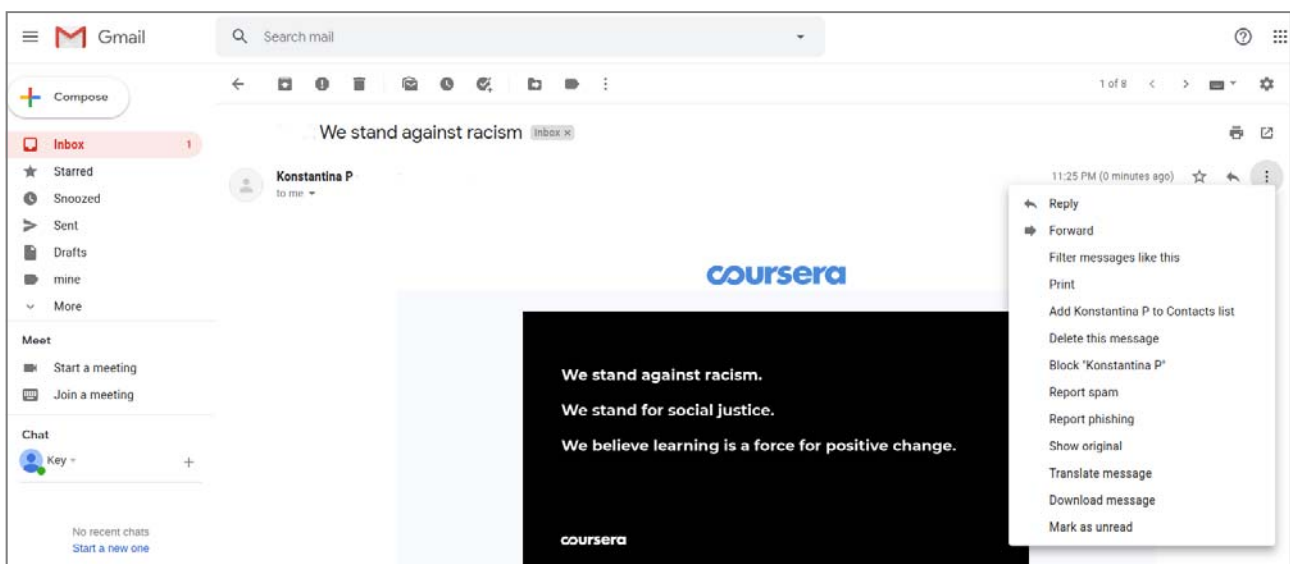 Gmail
Search mail
Compose
1 of 8
We stand against racism Inbox ×
Inbox 1
Starred
Snoozed
Sent
Drafts
mine
More
Konstantina P
to me
11:25 PM (0 minutes ago)
Reply
Forward
Filter messages like this
Print
Add Konstantina P to Contacts list
Delete this message
Block "Konstantina P"
Report spam
Report phishing
Show original
Translate message
Download message
Mark as unread
Meet
Start a meeting
Join a meeting
Chat
Key
No recent chats
Start a new one
coursera
We stand against racism.
We stand for social justice.
We believe learning is a force for positive change.
coursera